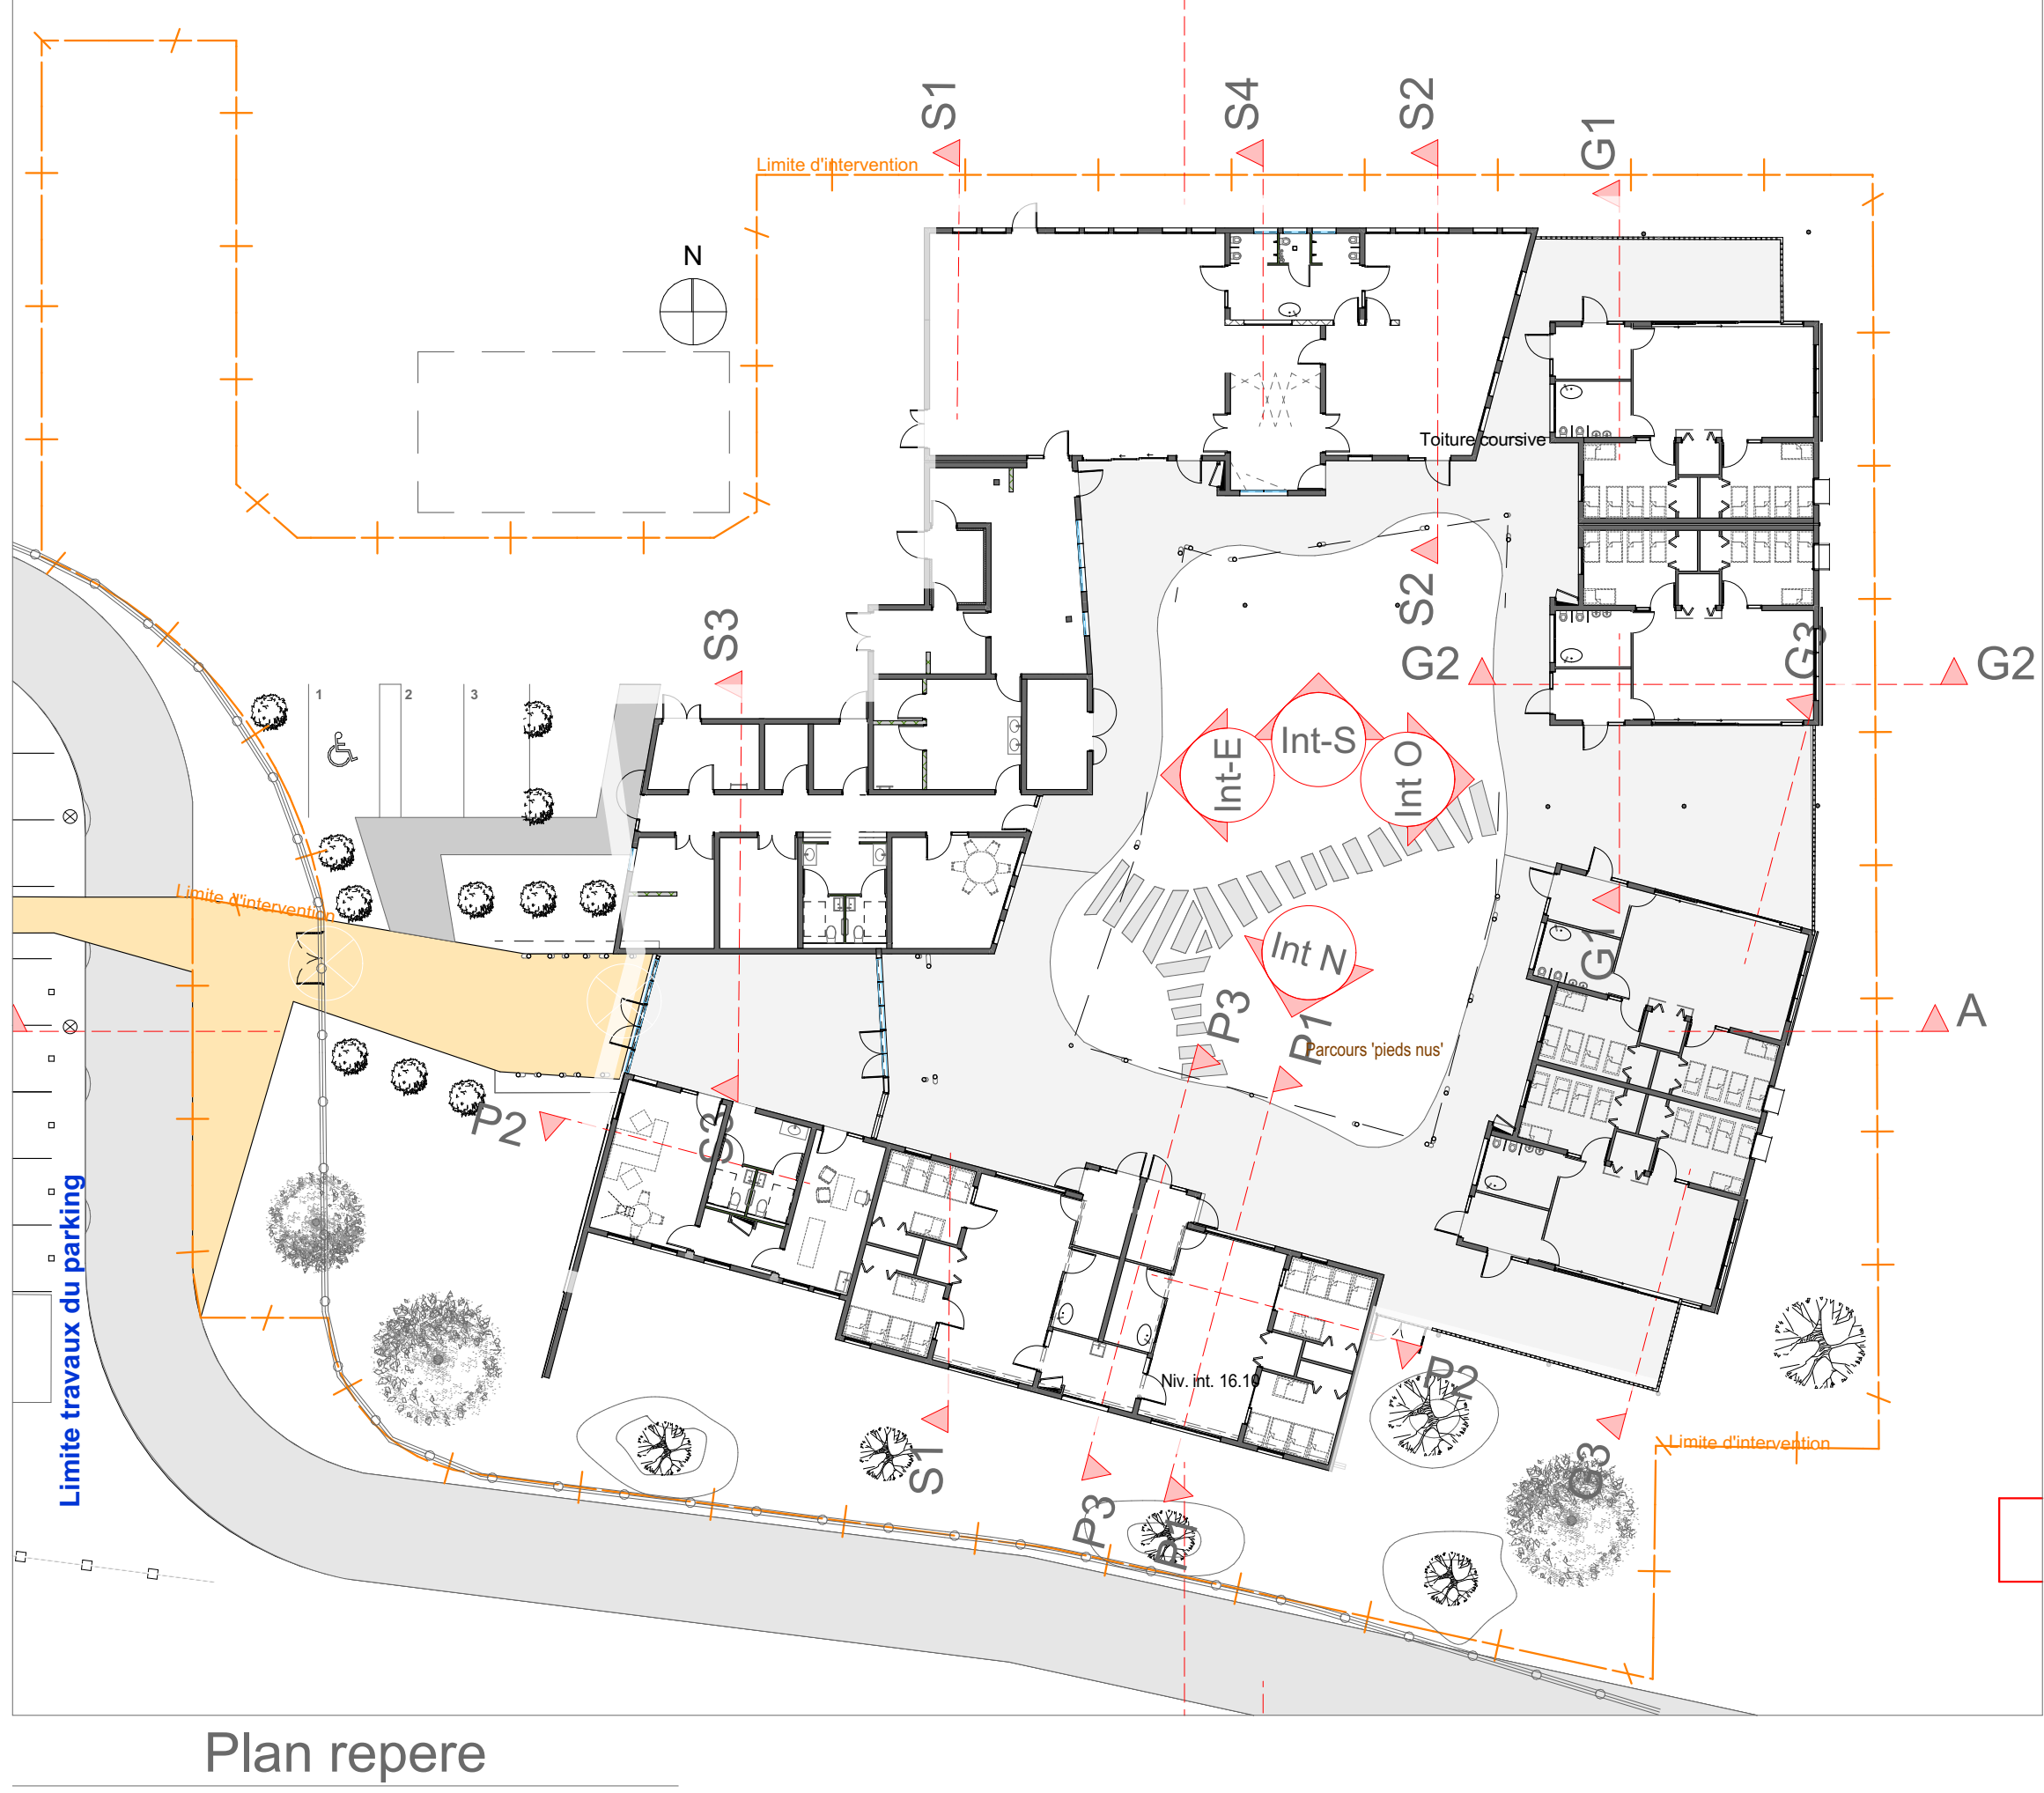 S1
S4
S2
G1
Limite d'intervention
N
Toiture coursive
S3
S2
G2
G3
G2
1
2
3
Int-E
Int-S
Int O
Limite d'intervention
G1
Int N
P3
P1
A
Parcours 'pieds nus'
P2
S3
Limite travaux du parking
Niv. int. 16.10
P2
S1
G3
Limite d'intervention
P3
P1
Plan repere